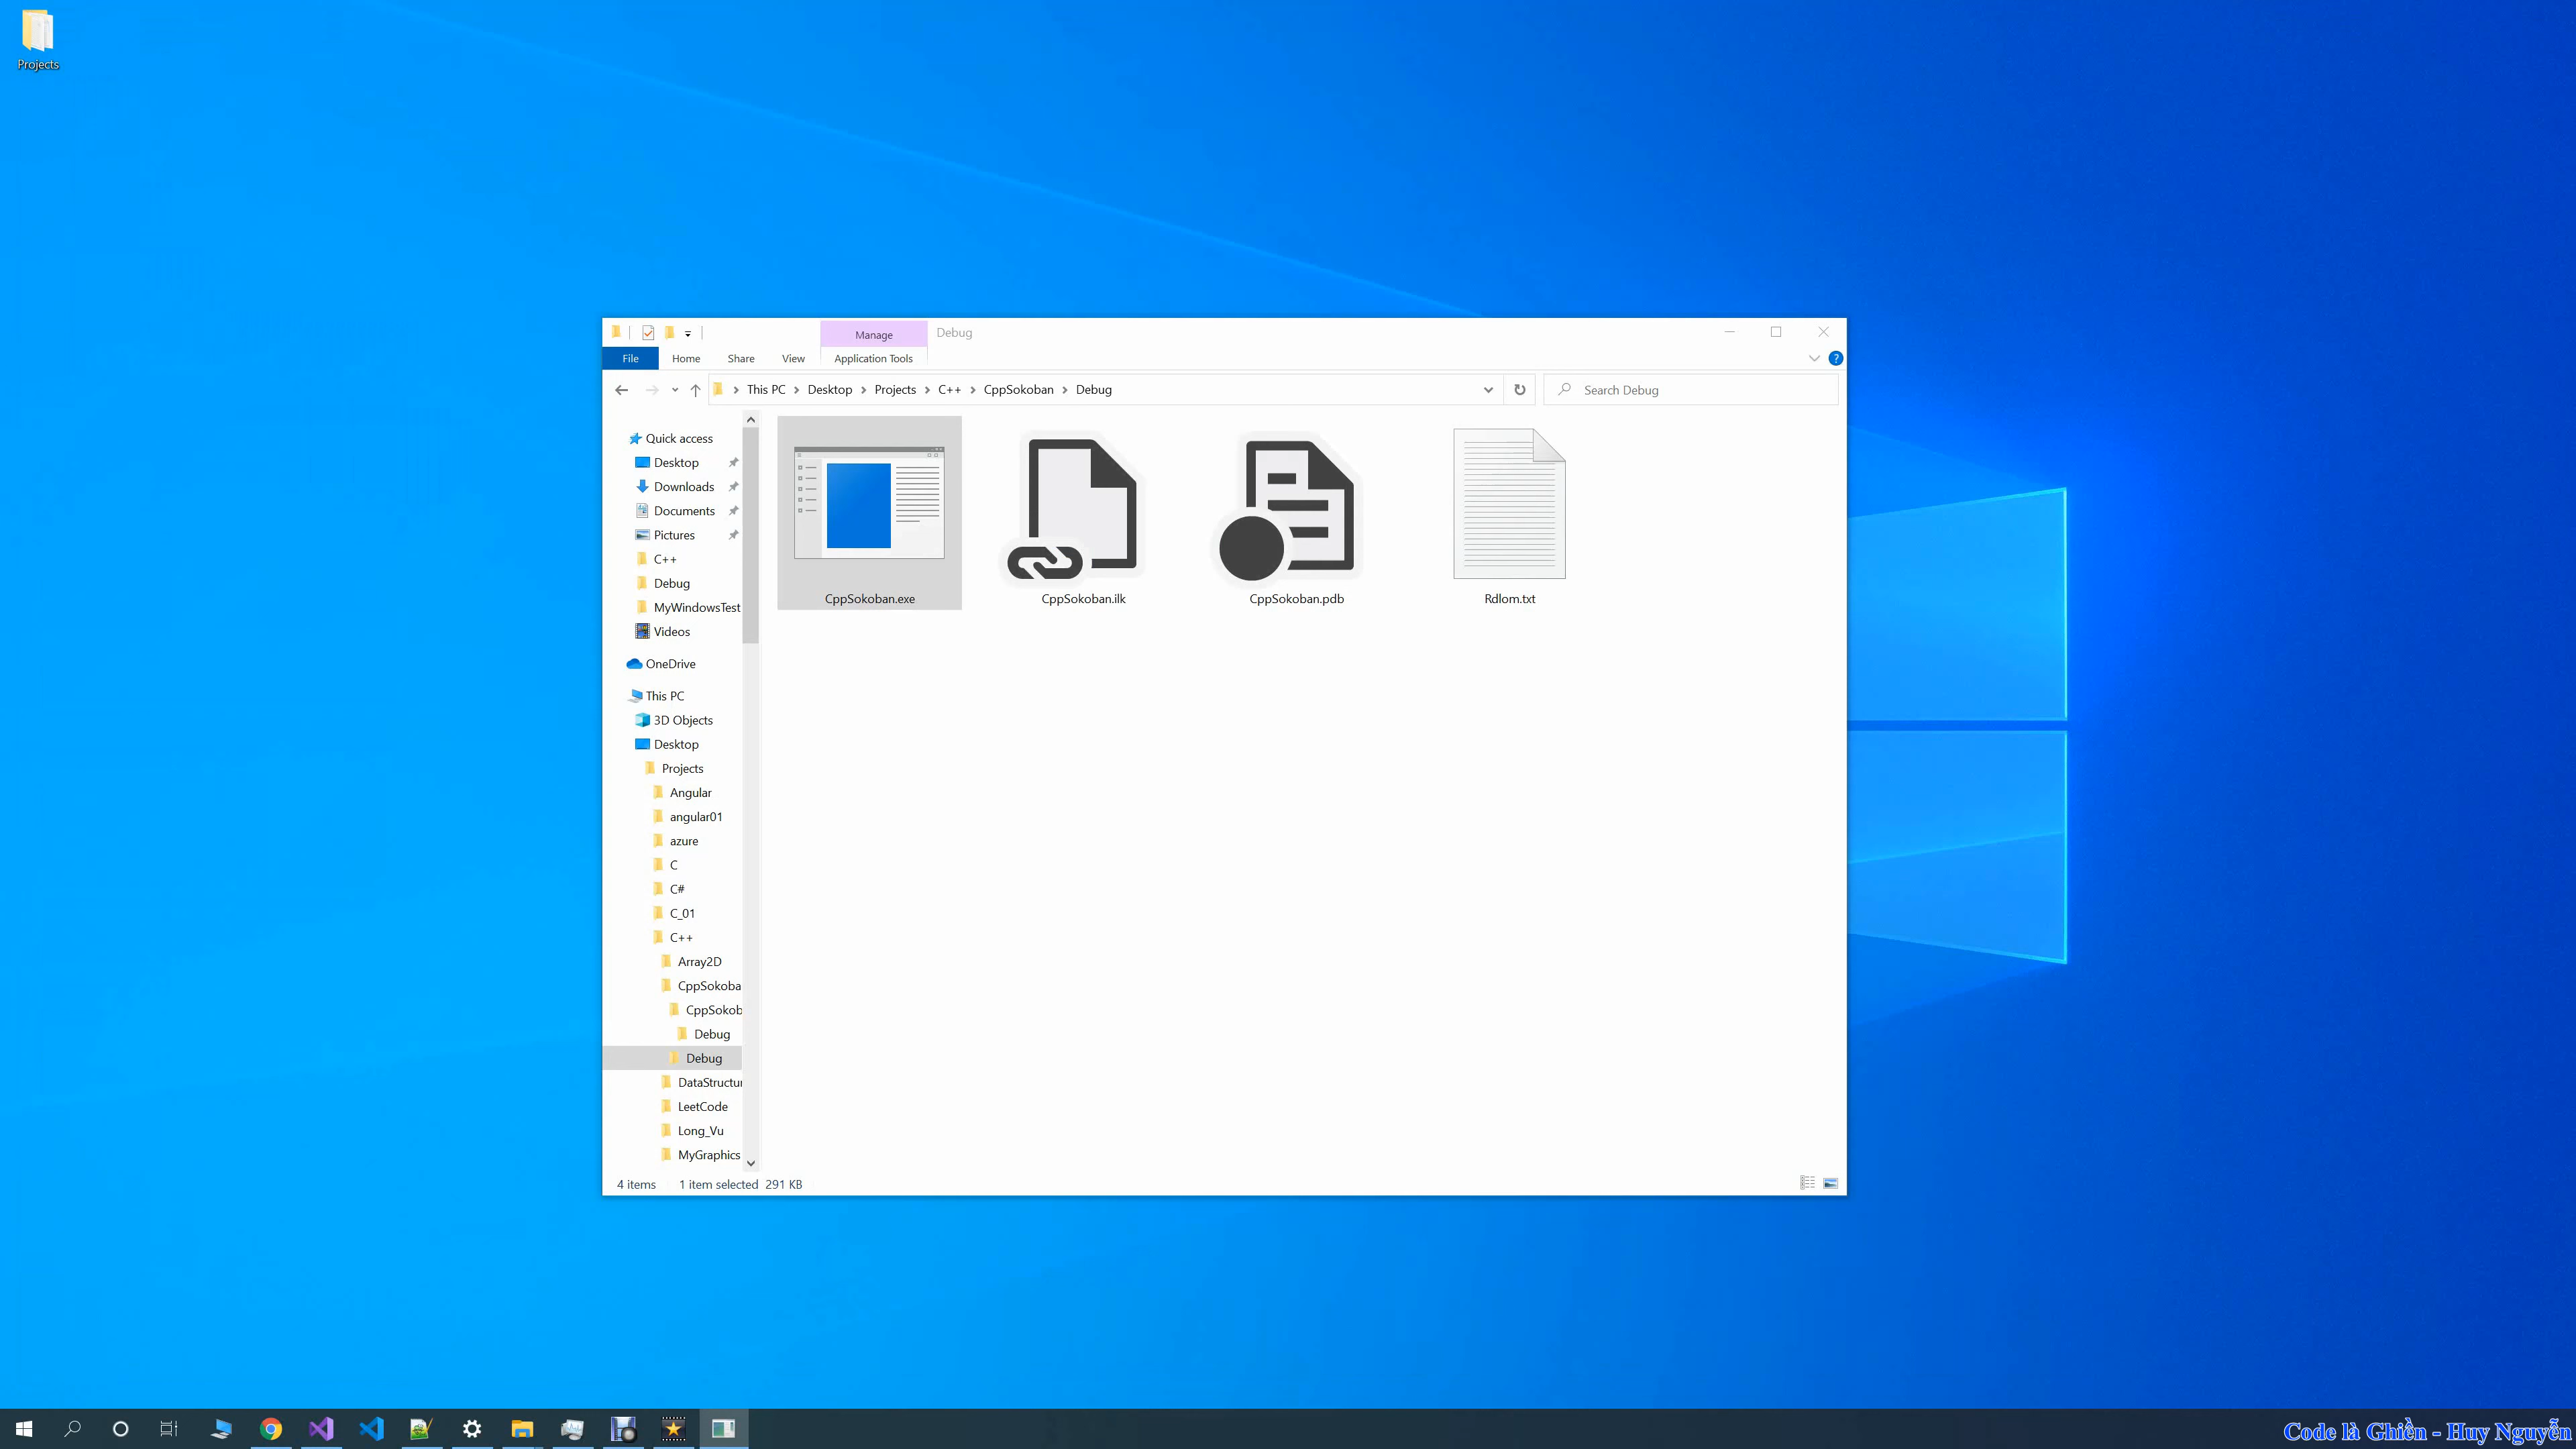 Projects
Manage
Debug
File
Home
Share
View
Application Tools
?
This PC
Desktop
Projects
C++
CppSokoban
Debug
Search Debug
Quick access
Desktop
Downloads
Documents
Pictures
C++
Debug
MyWindowsTest
Videos
OneDrive
This PC
3D Objects
Desktop
Projects
Angular
angular01
azure
C
C#
C_01
C++
Array2D
CppSokoba
CppSokob
Debug
Debug
DataStructur
LeetCode
Long_Vu
MyGraphics
CppSokoban.exe
CppSokoban.ilk
CppSokoban.pdb
Rdlom.txt
4 items
1 item selected 291 KB
Code là Ghiền - Huy Nguyễn